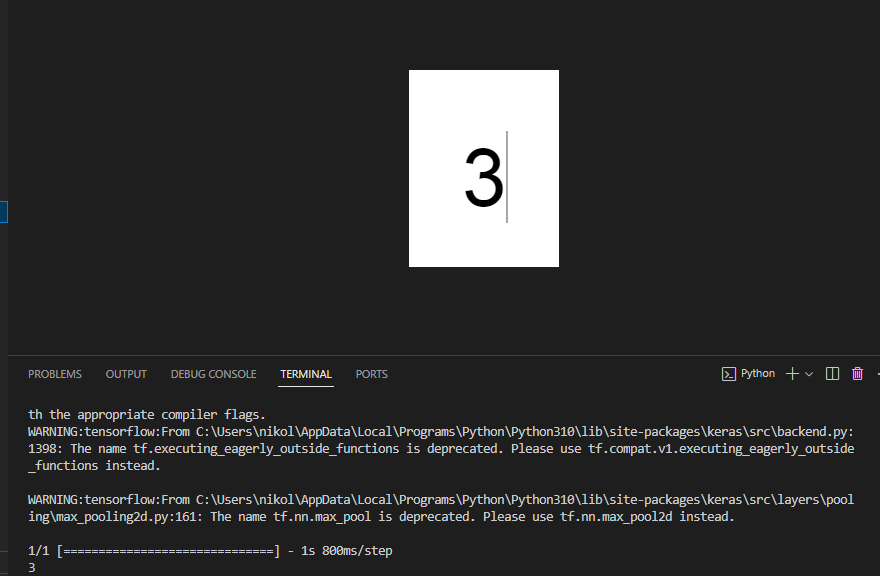 3
PROBLEMS OUTPUT DEBUG CONSOLE TERMINAL PORTS Python
th the appropriate compiler flags.
WARNING:tensorflow:From C:\Users\nikol\AppData\Local\Programs\Python\Python310\lib\site-packages\keras\src\backend.py:
1398: The name tf.executing_eagerly_outside_functions is deprecated. Please use tf.compat.v1.executing_eagerly_outside
_functions instead.
WARNING:tensorflow:From C:\Users\nikol\AppData\Local\Programs\Python\Python310\lib\site-packages\keras\src\layers\pool
ing\max_pooling2d.py:161: The name tf.nn.max_pool is deprecated. Please use tf.nn.max_pool2d instead.
1/1 [==============================] - 1s 800ms/step
3